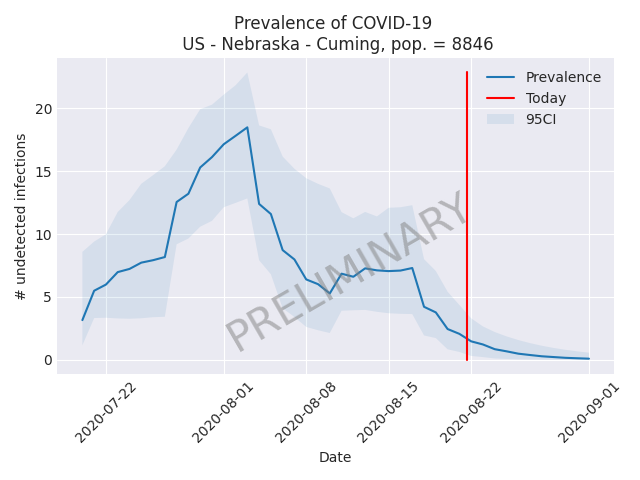 Prevalence of COVID-19
US - Nebraska - Cuming, pop. = 8846
Prevalence
Today
95CI
# undetected infections
20
15
10
5
0
PRELIMINARY
2020-07-22
2020-08-01
2020-08-08
2020-08-15
2020-08-22
2020-09-01
Date